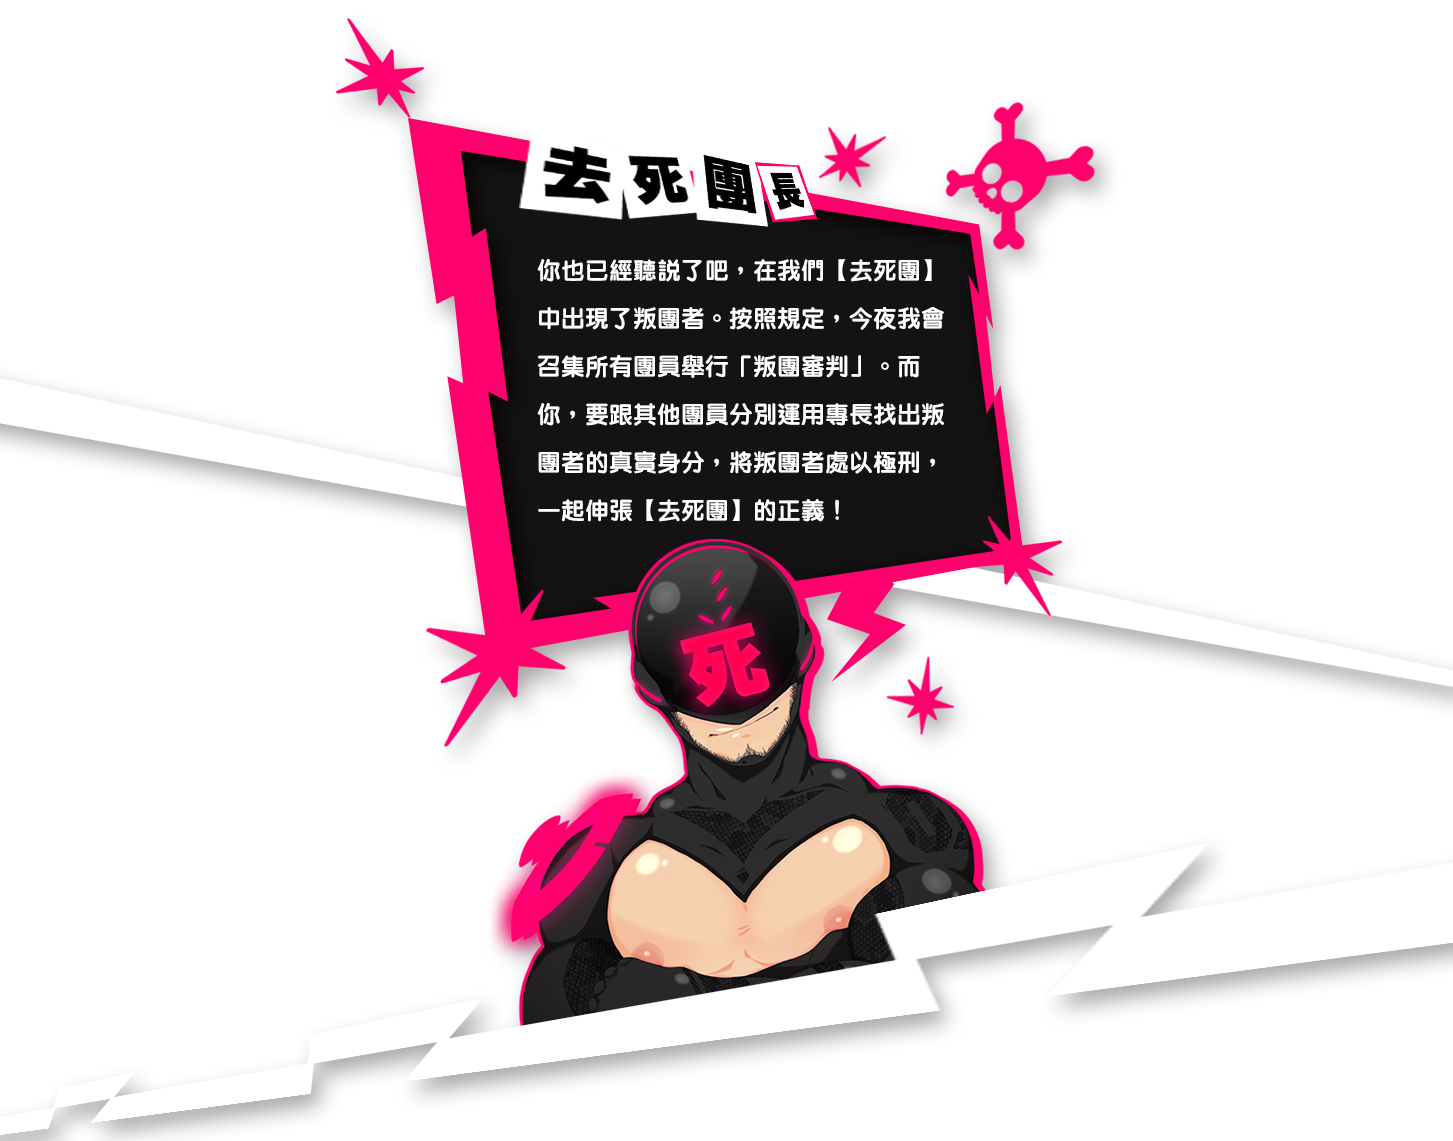 去死團長
你也已經聽説了吧，在我們【去死團】
中出現了叛團者。按照規定，今夜我會
召集所有團員舉行「叛團審判」。而
你，要跟其他團員分別運用專長找出叛
團者的真實身分，將叛團者處以極刑，
一起伸張【去死團】的正義！
死